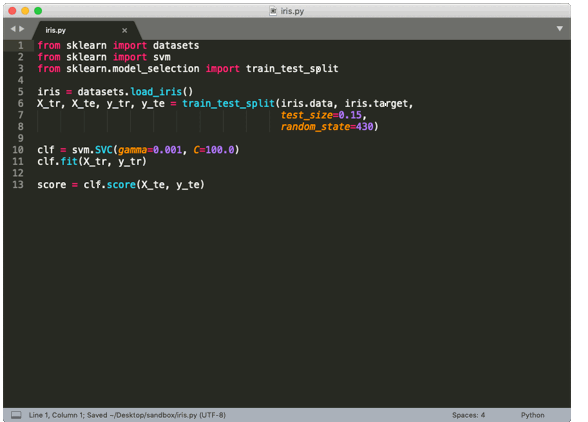 iris.py
iris.py ×
1 from sklearn import datasets
2 from sklearn import svm
3 from sklearn.model_selection import train_test_split
4
5 iris = datasets.load_iris()
6 X_tr, X_te, y_tr, y_te = train_test_split(iris.data, iris.target,
7 test_size=0.15,
8 random_state=430)
9
10 clf = svm.SVC(gamma=0.001, C=100.0)
11 clf.fit(X_tr, y_tr)
12
13 score = clf.score(X_te, y_te)
Line 1, Column 1; Saved ~/Desktop/sandbox/iris.py (UTF-8) Spaces: 4 Python